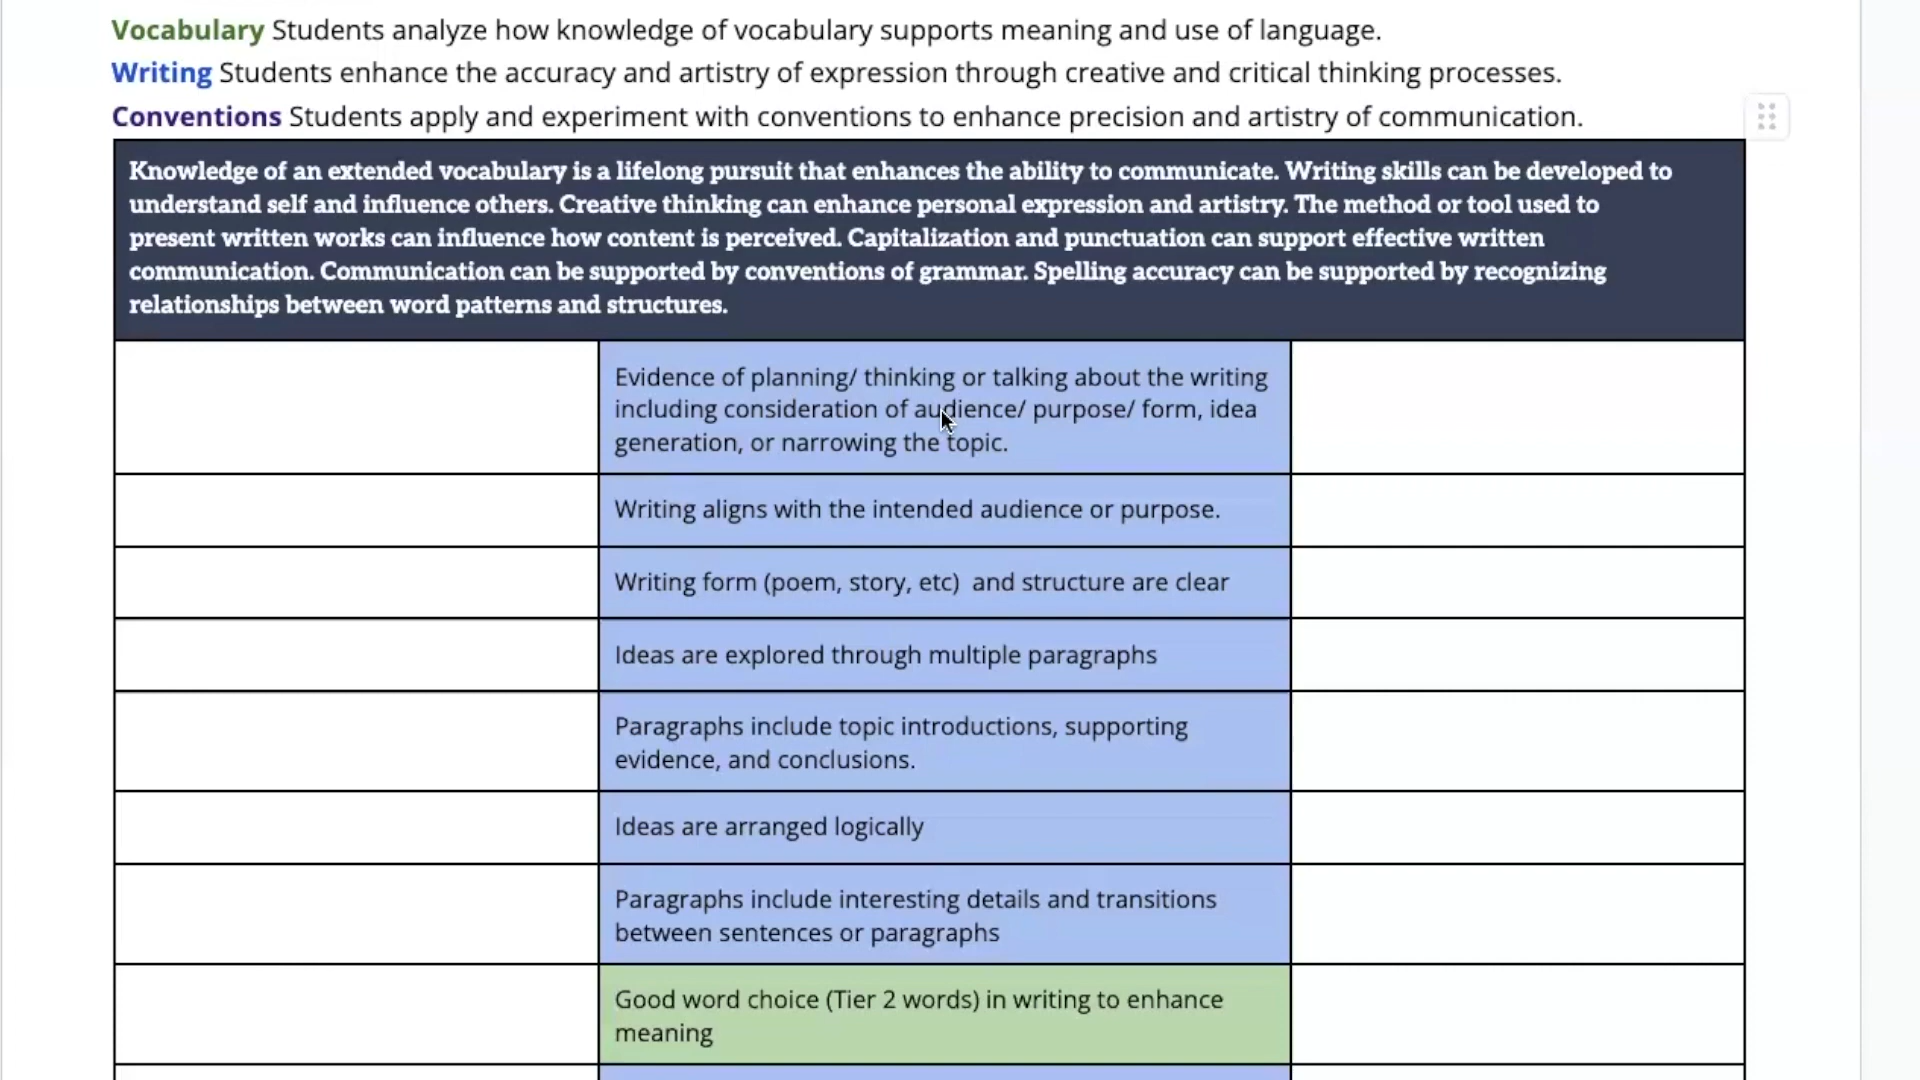 Vocabulary Students analyze how knowledge of vocabulary supports meaning and use of language.
Writing Students enhance the accuracy and artistry of expression through creative and critical thinking processes.
Conventions Students apply and experiment with conventions to enhance precision and artistry of communication.
Knowledge of an extended vocabulary is a lifelong pursuit that enhances the ability to communicate. Writing skills can be developed to
understand self and influence others. Creative thinking can enhance personal expression and artistry. The method or tool used to
present written works can influence how content is perceived. Capitalization and punctuation can support effective written
communication. Communication can be supported by conventions of grammar. Spelling accuracy can be supported by recognizing
relationships between word patterns and structures.
Evidence of planning/ thinking or talking about the writing
including consideration of audience/ purpose/ form, idea
generation, or narrowing the topic.
Writing aligns with the intended audience or purpose.
Writing form (poem, story, etc)  and structure are clear
Ideas are explored through multiple paragraphs
Paragraphs include topic introductions, supporting
evidence, and conclusions.
Ideas are arranged logically
Paragraphs include interesting details and transitions
between sentences or paragraphs
Good word choice (Tier 2 words) in writing to enhance
meaning